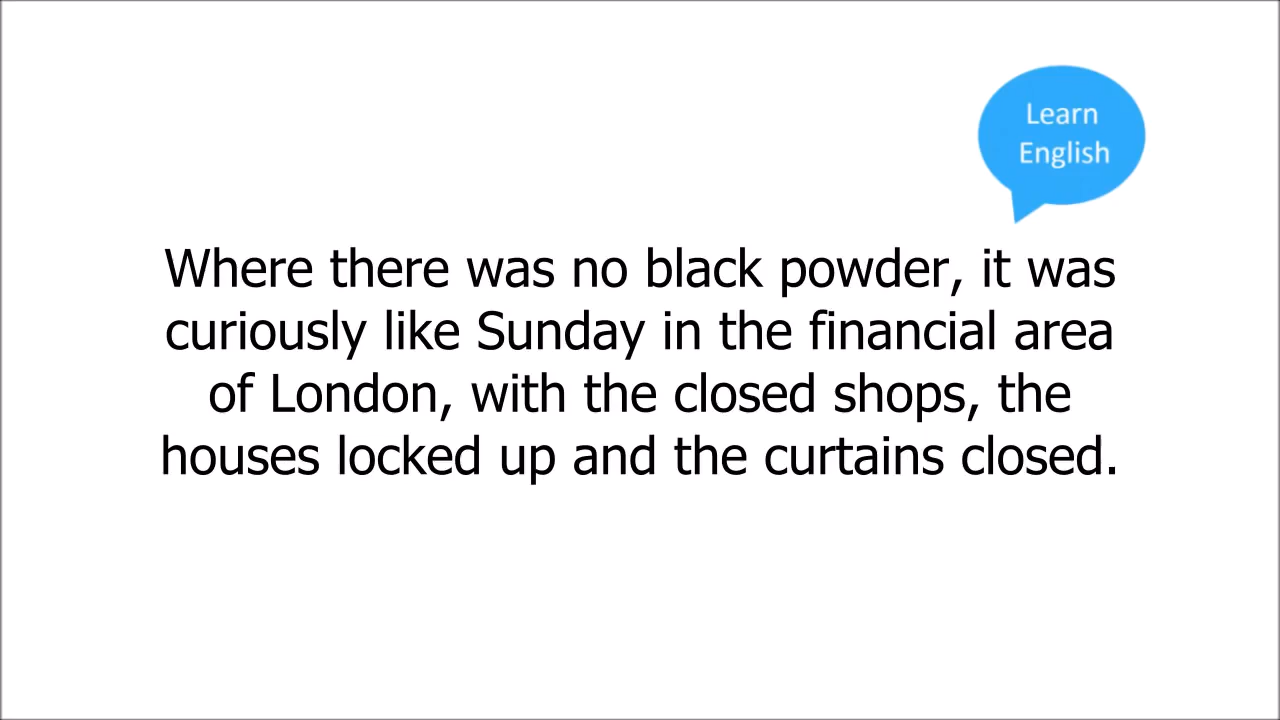 Learn
English
Where there was no black powder, it was
curiously like Sunday in the financial area
of London, with the closed shops, the
houses locked up and the curtains closed.